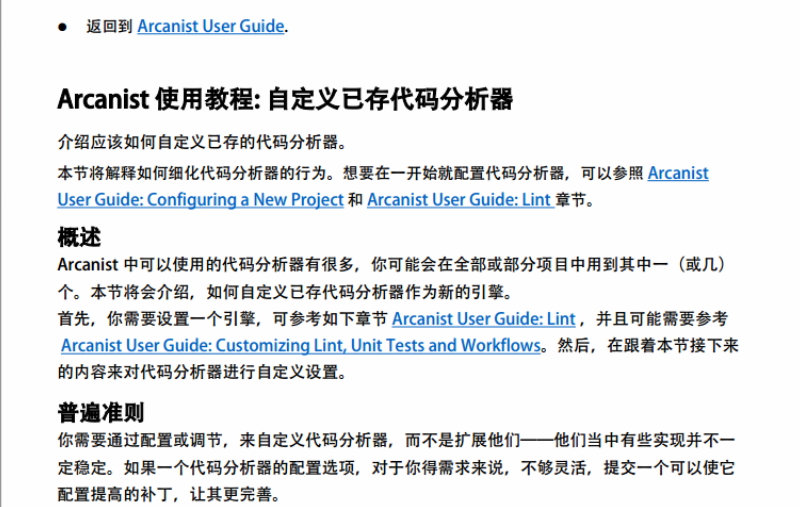 ● 返回到 Arcanist User Guide.
Arcanist 使用教程: 自定义已存代码分析器
介绍应该如何自定义已存的代码分析器。
本节将解释如何细化代码分析器的行为。想要在一开始就配置代码分析器，可以参照 Arcanist
User Guide: Configuring a New Project 和 Arcanist User Guide: Lint 章节。
概述
Arcanist 中可以使用的代码分析器有很多，你可能会在全部或部分项目中用到其中一（或几）
个。本节将会介绍，如何自定义已存代码分析器作为新的引擎。
首先，你需要设置一个引擎，可参考如下章节 Arcanist User Guide: Lint ，并且可能需要参考
Arcanist User Guide: Customizing Lint, Unit Tests and Workflows。然后，在跟着本节接下来
的内容来对代码分析器进行自定义设置。
普遍准则
你需要通过配置或调节，来自定义代码分析器，而不是扩展他们——他们当中有些实现并不一
定稳定。如果一个代码分析器的配置选项，对于你得需求来说，不够灵活，提交一个可以使它
配置提高的补丁，让其更完善。